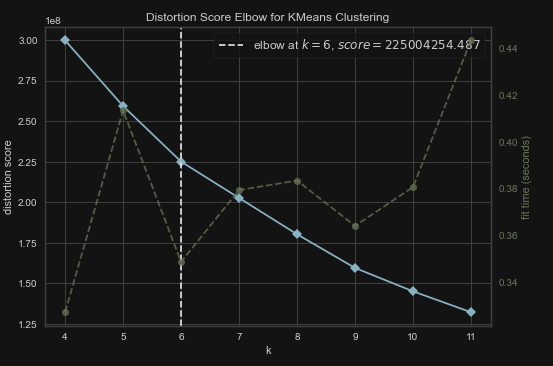 Distortion Score Elbow for KMeans Clustering
1e8
elbow at k = 6, score = 225004254.487
3.00
2.75
2.50
2.25
2.00
1.75
1.50
1.25
distortion score
0.44
0.42
0.40
0.38
0.36
0.34
fit time (seconds)
4 5 6 7 8 9 10 11
k